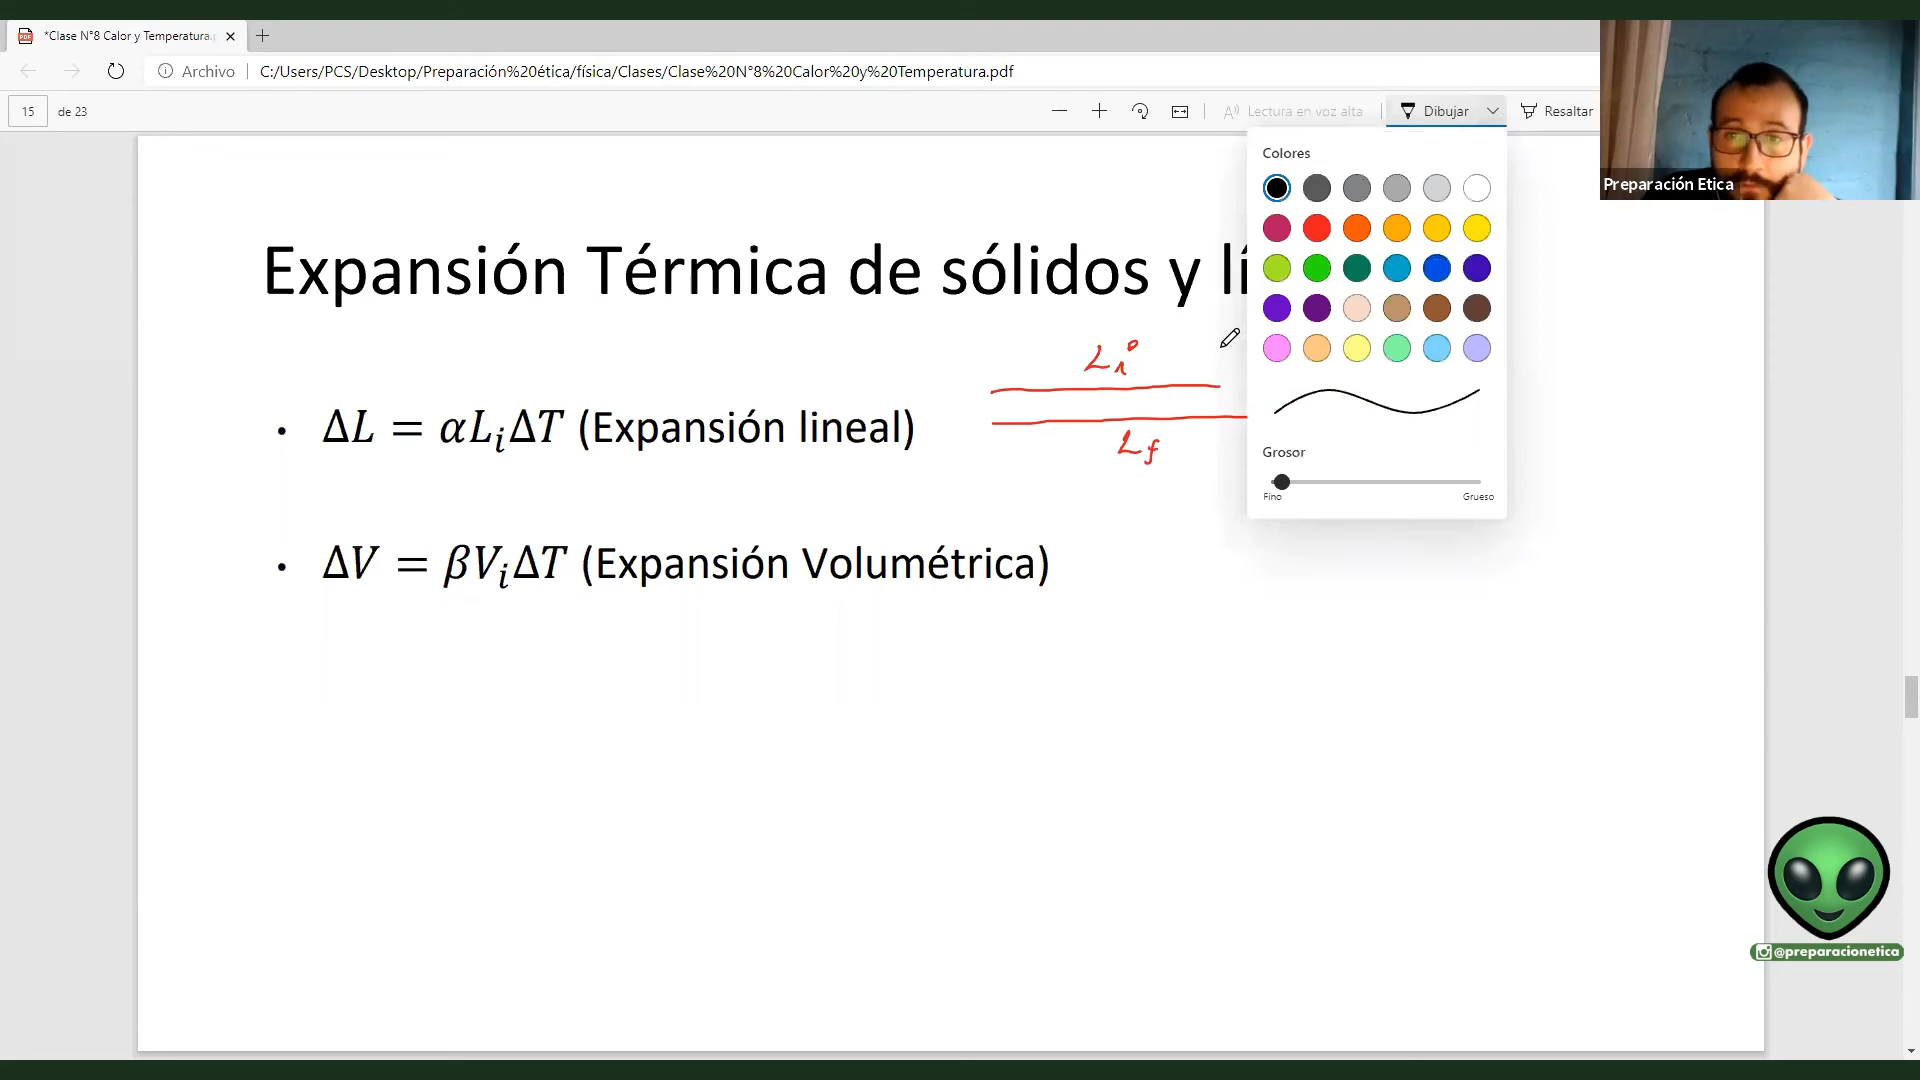 *Clase N°8 Calor y Temperatura.p
Archivo
C:/Users/PCS/Desktop/Preparación%20ética/física/Clases/Clase%20N°8%20Calor%20y%20Temperatura.pdf
15 de 23
Lectura en voz alta
Dibujar
Resaltar
Preparación Etica
Colores
Expansión Térmica de sólidos y lí
Li
• ΔL = αLᵢΔT (Expansión lineal)
Lf
Grosor
Fino Grueso
• ΔV = βVᵢΔT (Expansión Volumétrica)
@preparacionetica